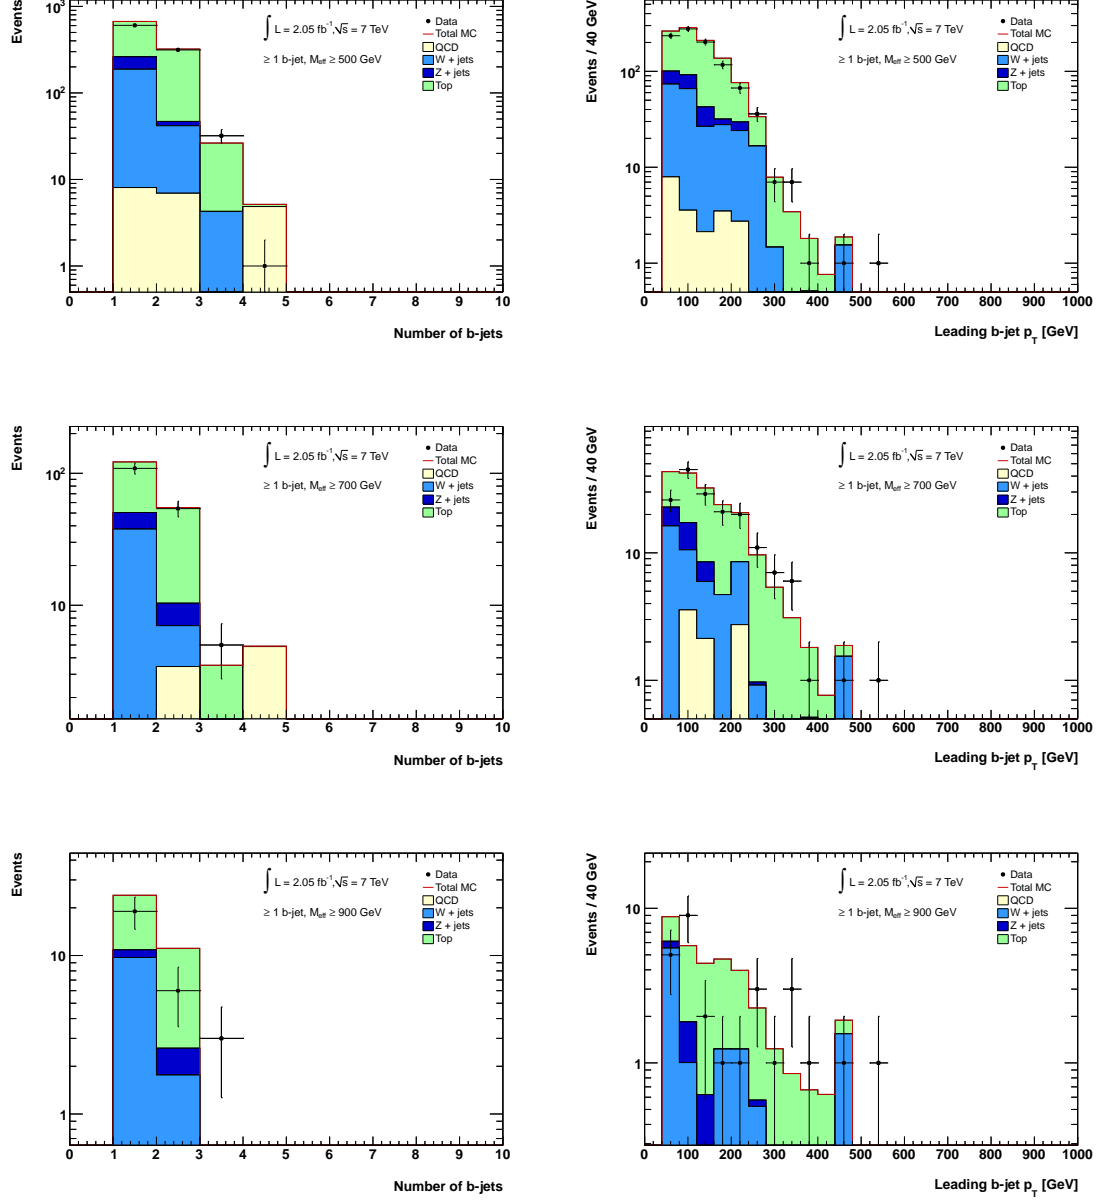 Events
10³
10²
10
1
0 1 2 3 4 5 6 7 8 9 10
Number of b-jets
∫ L = 2.05 fb⁻¹,√s = 7 TeV
≥ 1 b-jet, M_eff ≥ 500 GeV
Data
Total MC
QCD
W + jets
Z + jets
Top
Events / 40 GeV
10²
10
1
0 100 200 300 400 500 600 700 800 900 1000
Leading b-jet p_T [GeV]
∫ L = 2.05 fb⁻¹,√s = 7 TeV
≥ 1 b-jet, M_eff ≥ 500 GeV
Data
Total MC
QCD
W + jets
Z + jets
Top
Events
10²
10
0 1 2 3 4 5 6 7 8 9 10
Number of b-jets
∫ L = 2.05 fb⁻¹,√s = 7 TeV
≥ 1 b-jet, M_eff ≥ 700 GeV
Data
Total MC
QCD
W + jets
Z + jets
Top
Events / 40 GeV
10
1
0 100 200 300 400 500 600 700 800 900 1000
Leading b-jet p_T [GeV]
∫ L = 2.05 fb⁻¹,√s = 7 TeV
≥ 1 b-jet, M_eff ≥ 700 GeV
Data
Total MC
QCD
W + jets
Z + jets
Top
Events
10
1
0 1 2 3 4 5 6 7 8 9 10
Number of b-jets
∫ L = 2.05 fb⁻¹,√s = 7 TeV
≥ 1 b-jet, M_eff ≥ 900 GeV
Data
Total MC
QCD
W + jets
Z + jets
Top
Events / 40 GeV
10
1
0 100 200 300 400 500 600 700 800 900 1000
Leading b-jet p_T [GeV]
∫ L = 2.05 fb⁻¹,√s = 7 TeV
≥ 1 b-jet, M_eff ≥ 900 GeV
Data
Total MC
QCD
W + jets
Z + jets
Top